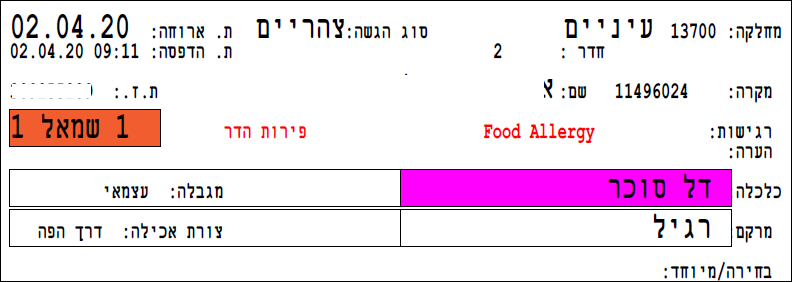 מחלקה: 13700 עיניים סוג הגשה: צהריים ת. ארוחה: 02.04.20
חדר : 2 ת. הדפסה: 09:11 02.04.20
מקרה: 11496024 שם: א ת.ז.:
רגישות: Food Allergy פירות הדר 1 שמאל 1
הערה:
כלכלה: דל סוכר מגבלה: עצמאי
מרקם: רגיל צורת אכילה: דרך הפה
בחירה/מיוחד: